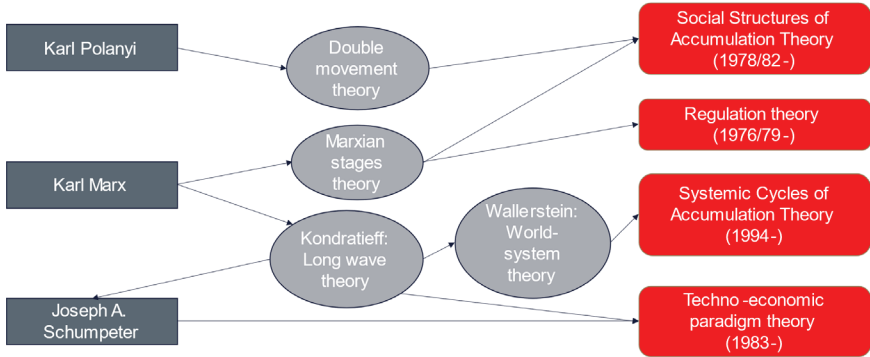 Karl Polanyi
Double
movement
theory
Social Structures of
Accumulation Theory
(1978/82-)
Karl Marx
Marxian
stages
theory
Regulation theory
(1976/79-)
Kondratieff:
Long wave
theory
Wallerstein:
World-
system
theory
Systemic Cycles of
Accumulation Theory
(1994-)
Joseph A.
Schumpeter
Techno-economic
paradigm theory
(1983-)